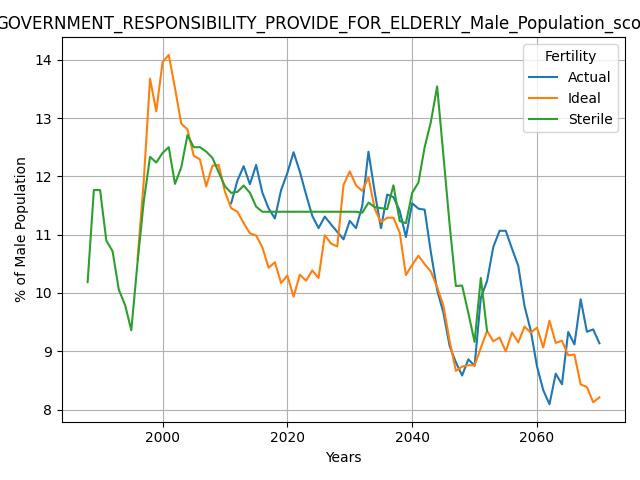 GOVERNMENT_RESPONSIBILITY_PROVIDE_FOR_ELDERLY_Male_Population_sco
Fertility
Actual
Ideal
Sterile
% of Male Population
14
13
12
11
10
9
8
2000 2020 2040 2060
Years